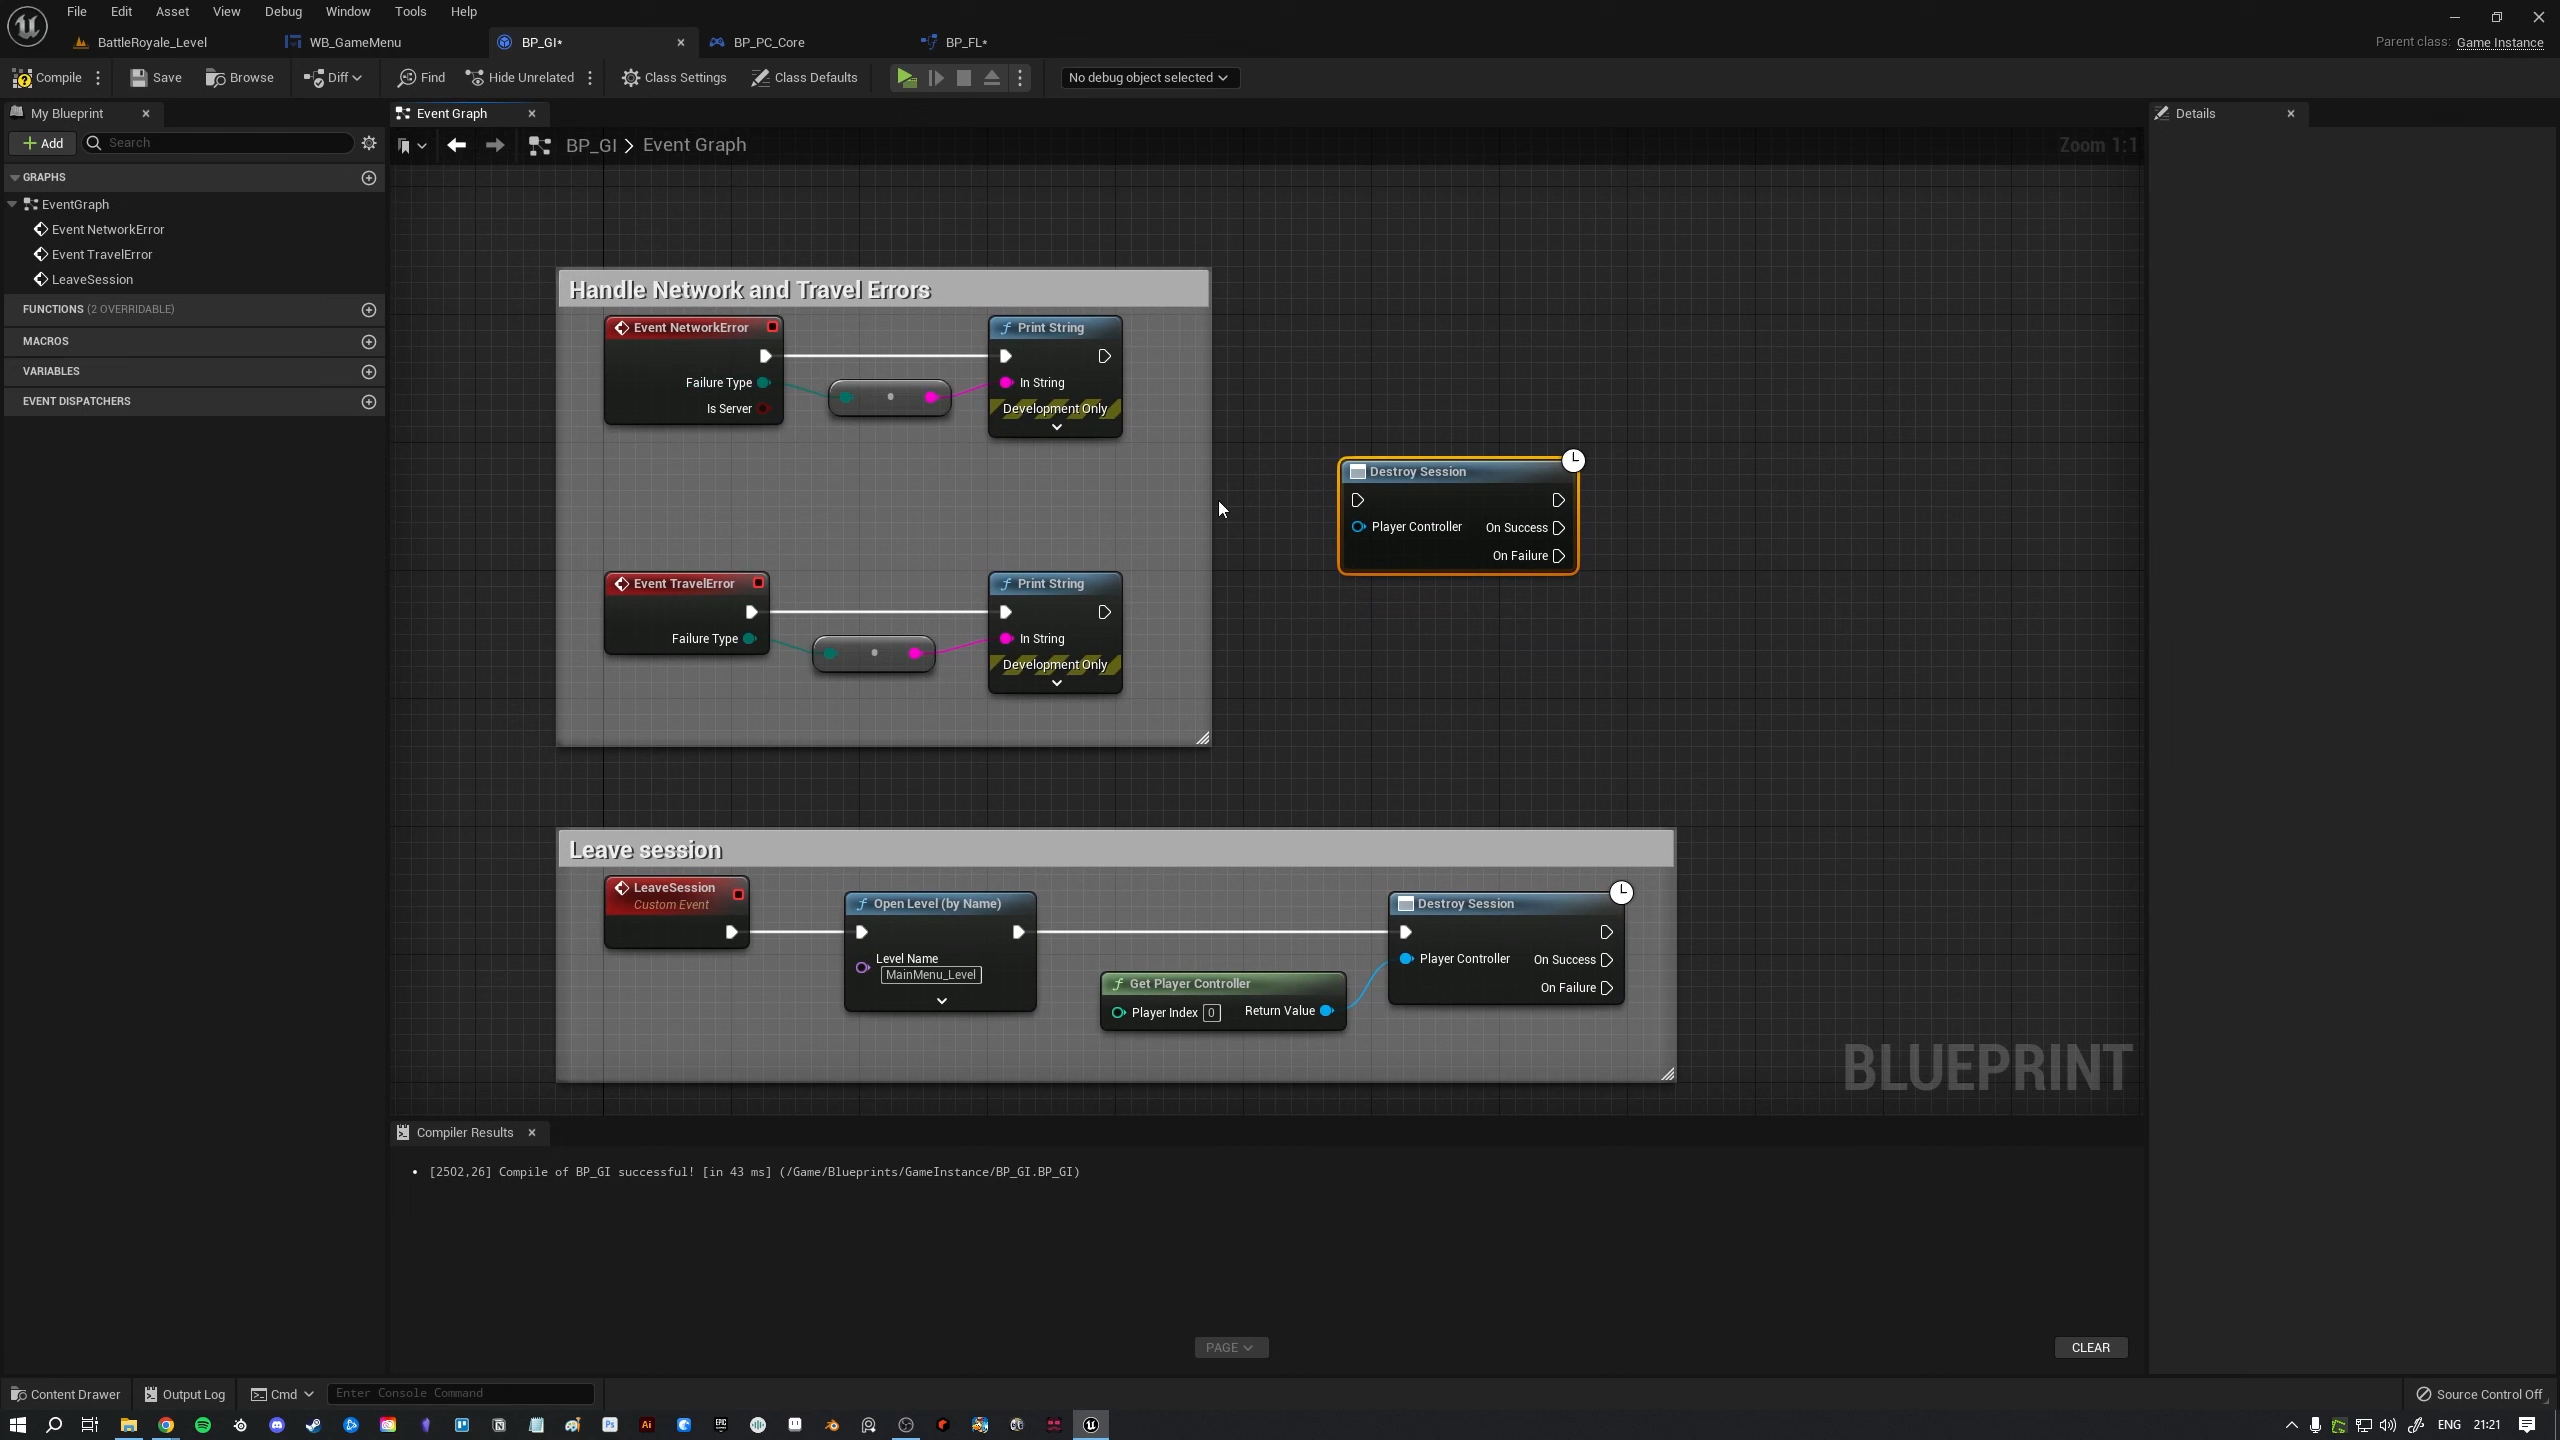 File Edit Asset View Debug Window Tools Help
BattleRoyale_Level WB_GameMenu BP_GI* BP_PC_Core BP_FL*
Parent class: Game Instance
Compile Save Browse Diff Find Hide Unrelated Class Settings Class Defaults No debug object selected
My Blueprint
Add Search
GRAPHS
EventGraph
Event NetworkError
Event TravelError
LeaveSession
FUNCTIONS (2 OVERRIDABLE)
MACROS
VARIABLES
EVENT DISPATCHERS
Event Graph
BP_GI > Event Graph
Zoom 1:1
Details
Handle Network and Travel Errors
Event NetworkError
Failure Type
Is Server
Print String
In String
Development Only
Event TravelError
Failure Type
Print String
In String
Development Only
Destroy Session
Player Controller On Success
On Failure
Leave session
LeaveSession
Custom Event
Open Level (by Name)
Level Name
MainMenu_Level
Get Player Controller
Player Index 0 Return Value
Destroy Session
Player Controller On Success
On Failure
BLUEPRINT
Compiler Results
[2502,26] Compile of BP_GI successful! [in 43 ms] (/Game/Blueprints/GameInstance/BP_GI.BP_GI)
PAGE
CLEAR
Content Drawer Output Log Cmd Enter Console Command Source Control Off
Ps Ai EPIC ENG 21:21